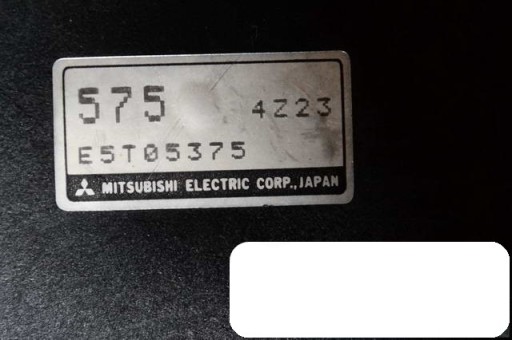 575 4Z23
E5T05375
MITSUBISHI ELECTRIC CORP., JAPAN